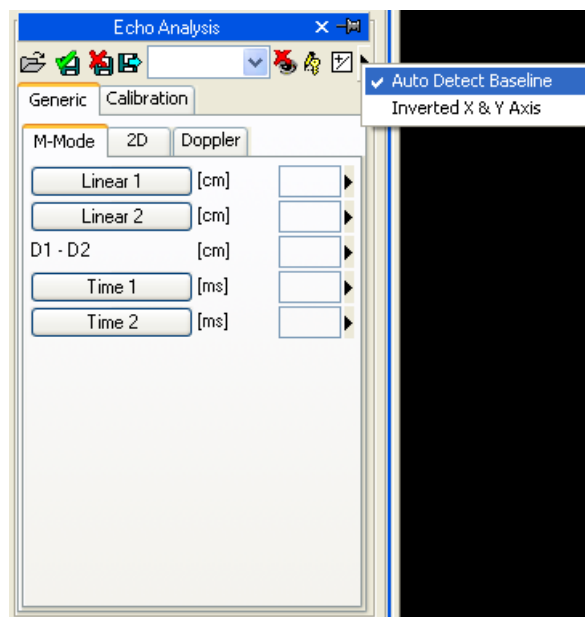 Echo Analysis
Auto Detect Baseline
Inverted X & Y Axis
Generic Calibration
M-Mode 2D Doppler
Linear 1 [cm]
Linear 2 [cm]
D1 - D2 [cm]
Time 1 [ms]
Time 2 [ms]